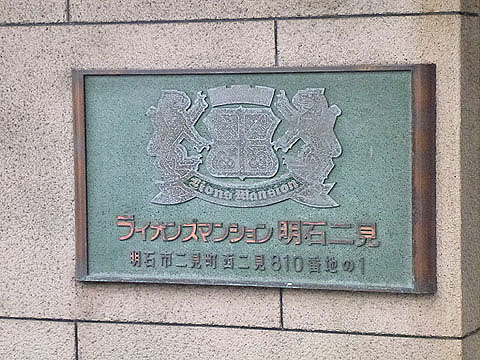 Lions Mansion
ライオンズマンション 明石二見
明石市二見町西二見810番地の1